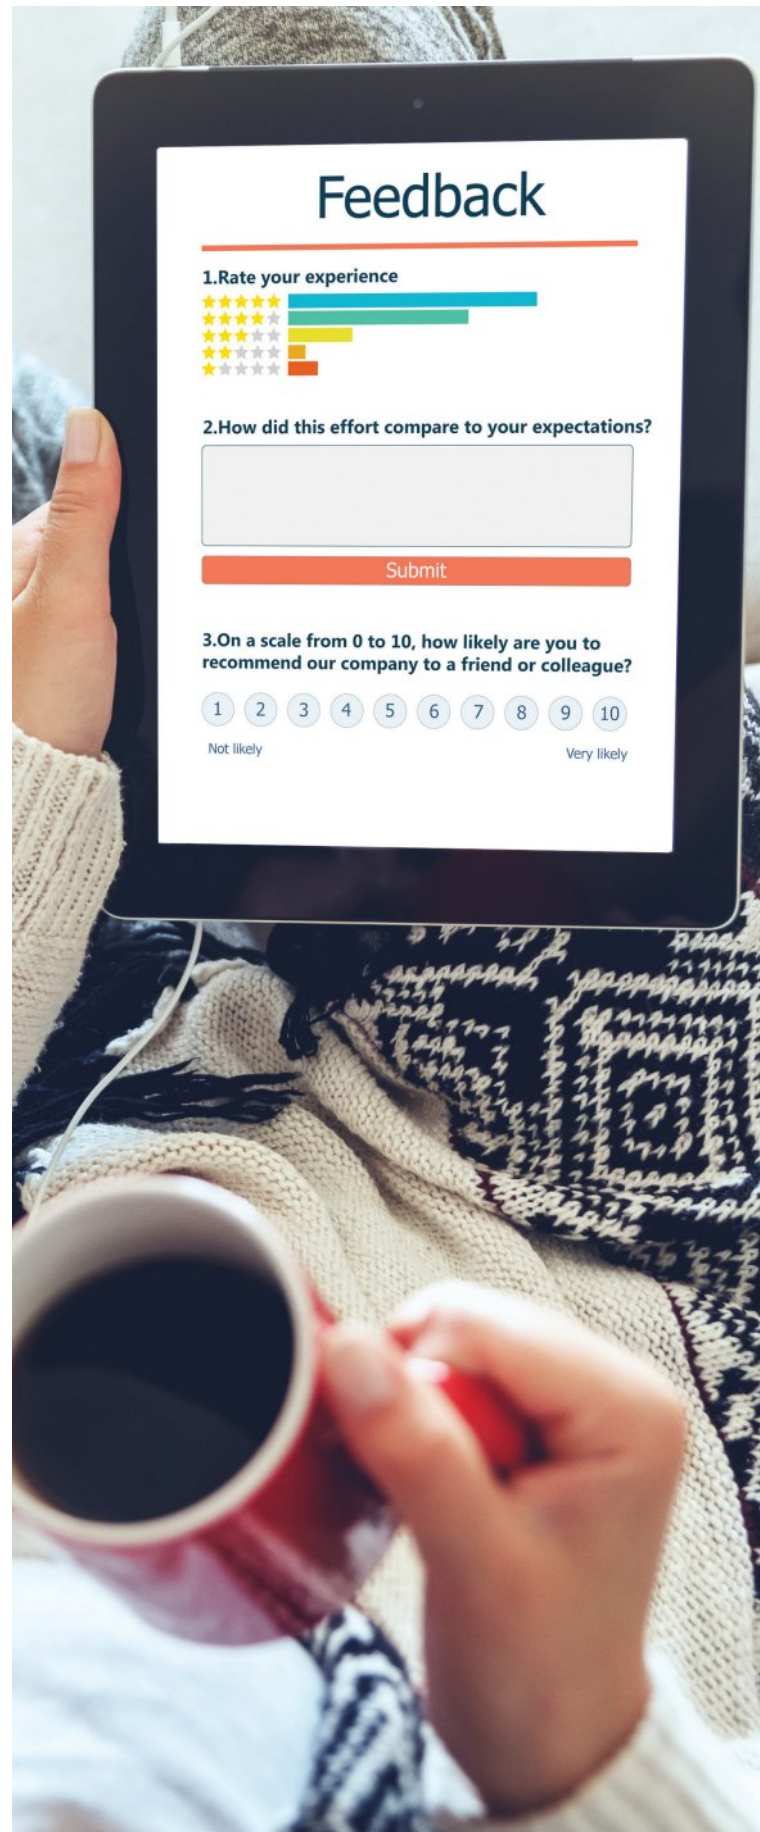 Feedback
1.Rate your experience
2.How did this effort compare to your expectations?
Submit
3.On a scale from 0 to 10, how likely are you to
recommend our company to a friend or colleague?
1 2 3 4 5 6 7 8 9 10
Not likely Very likely